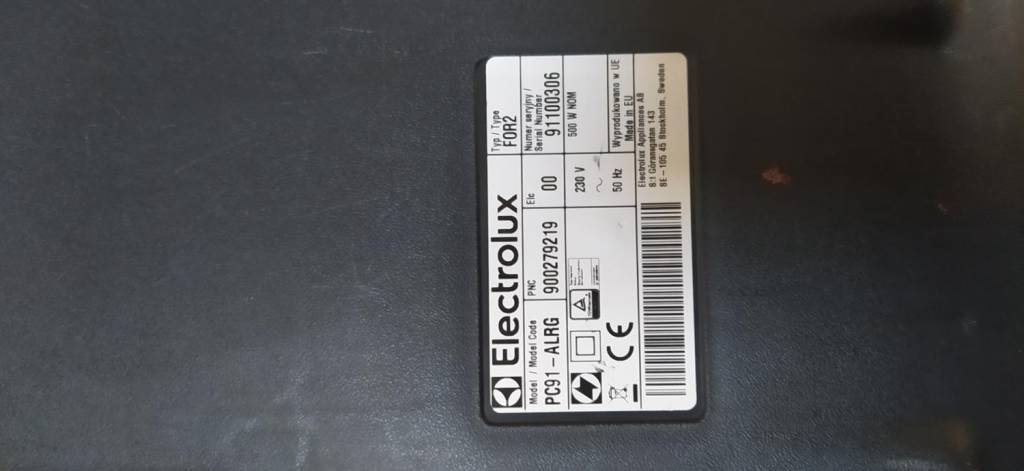 Electrolux
Typ / Type
FOR2
Model / Model Code
PC91-ALRG
PNC
900279219
Elc
00
Numer seryjny /
Serial Number
91100306
230 V
~
50 Hz
500 W NOM
CE
Wyprodukowano w UE
Made in EU
Electrolux Appliances AB
S:t Göransgatan 143
SE-105 45 Stockholm, Sweden